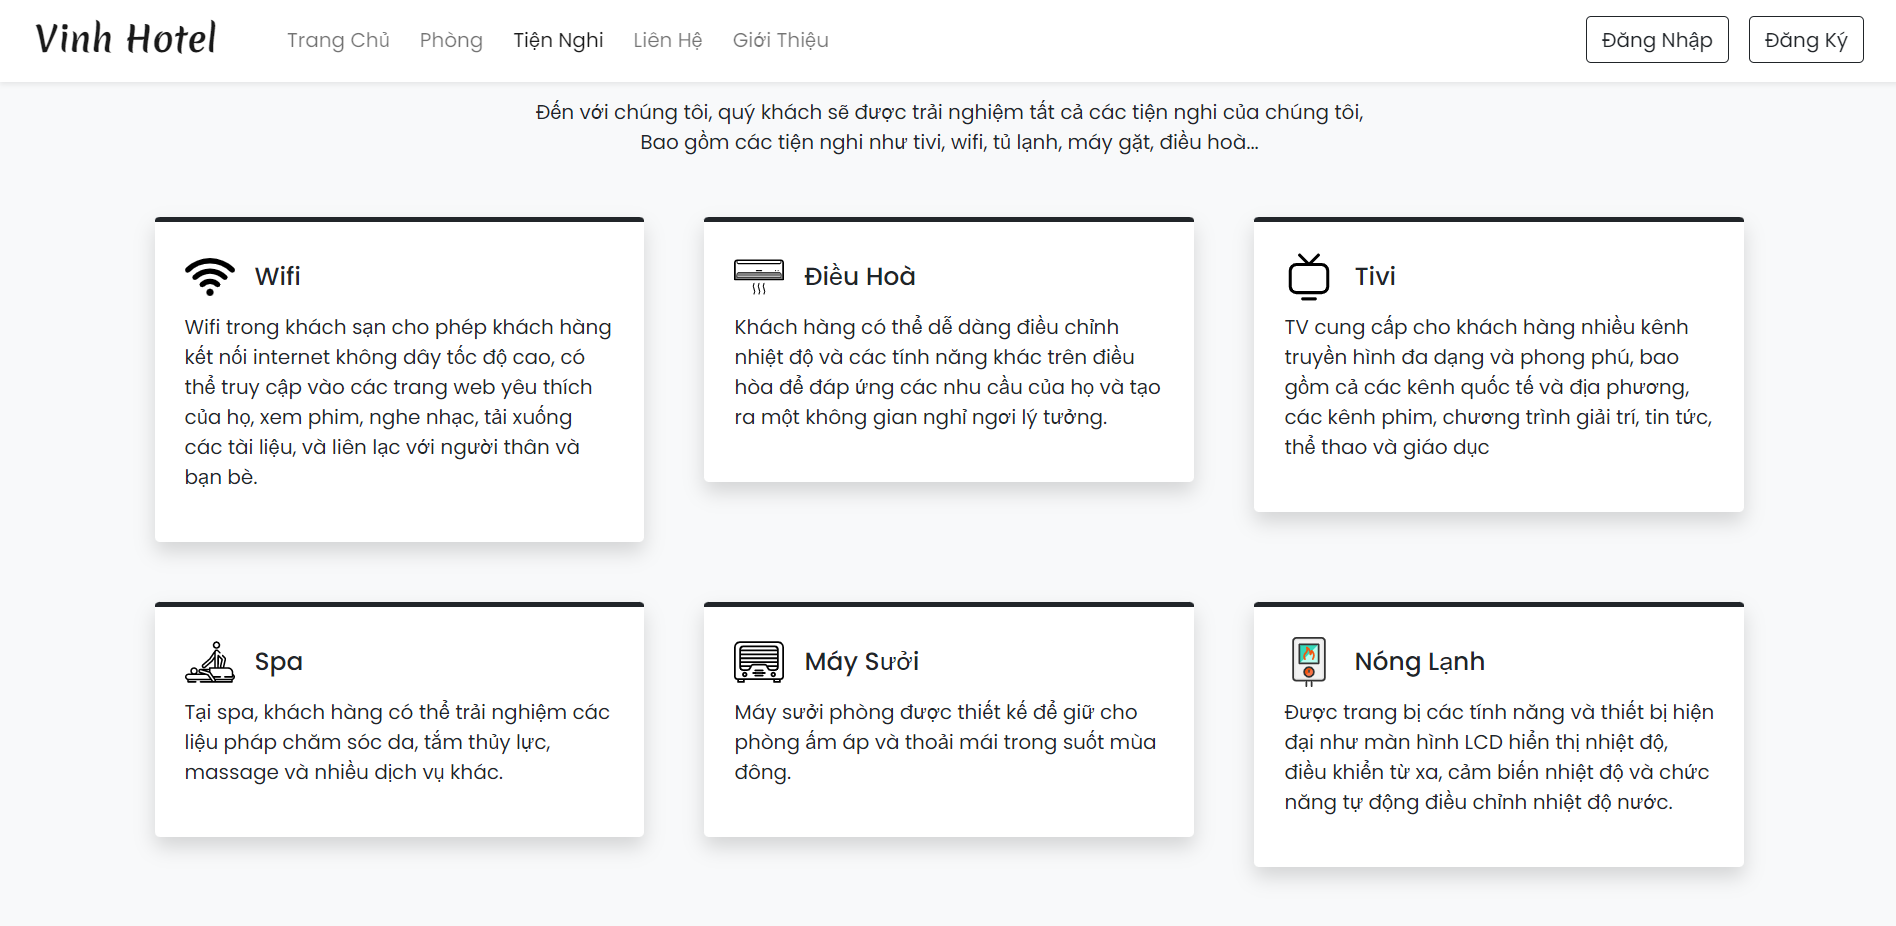 Vinh Hotel
Trang Chủ
Phòng
Tiện Nghi
Liên Hệ
Giới Thiệu
Đăng Nhập
Đăng Ký
Đến với chúng tôi, quý khách sẽ được trải nghiệm tất cả các tiện nghi của chúng tôi,
Bao gồm các tiện nghi như tivi, wifi, tủ lạnh, máy gặt, điều hoà...
Wifi
Wifi trong khách sạn cho phép khách hàng
kết nối internet không dây tốc độ cao, có
thể truy cập vào các trang web yêu thích
của họ, xem phim, nghe nhạc, tải xuống
các tài liệu, và liên lạc với người thân và
bạn bè.
Điều Hoà
Khách hàng có thể dễ dàng điều chỉnh
nhiệt độ và các tính năng khác trên điều
hòa để đáp ứng các nhu cầu của họ và tạo
ra một không gian nghỉ ngơi lý tưởng.
Tivi
TV cung cấp cho khách hàng nhiều kênh
truyền hình đa dạng và phong phú, bao
gồm cả các kênh quốc tế và địa phương,
các kênh phim, chương trình giải trí, tin tức,
thể thao và giáo dục
Spa
Tại spa, khách hàng có thể trải nghiệm các
liệu pháp chăm sóc da, tắm thủy lực,
massage và nhiều dịch vụ khác.
Máy Sưởi
Máy sưởi phòng được thiết kế để giữ cho
phòng ấm áp và thoải mái trong suốt mùa
đông.
Nóng Lạnh
Được trang bị các tính năng và thiết bị hiện
đại như màn hình LCD hiển thị nhiệt độ,
điều khiển từ xa, cảm biến nhiệt độ và chức
năng tự động điều chỉnh nhiệt độ nước.